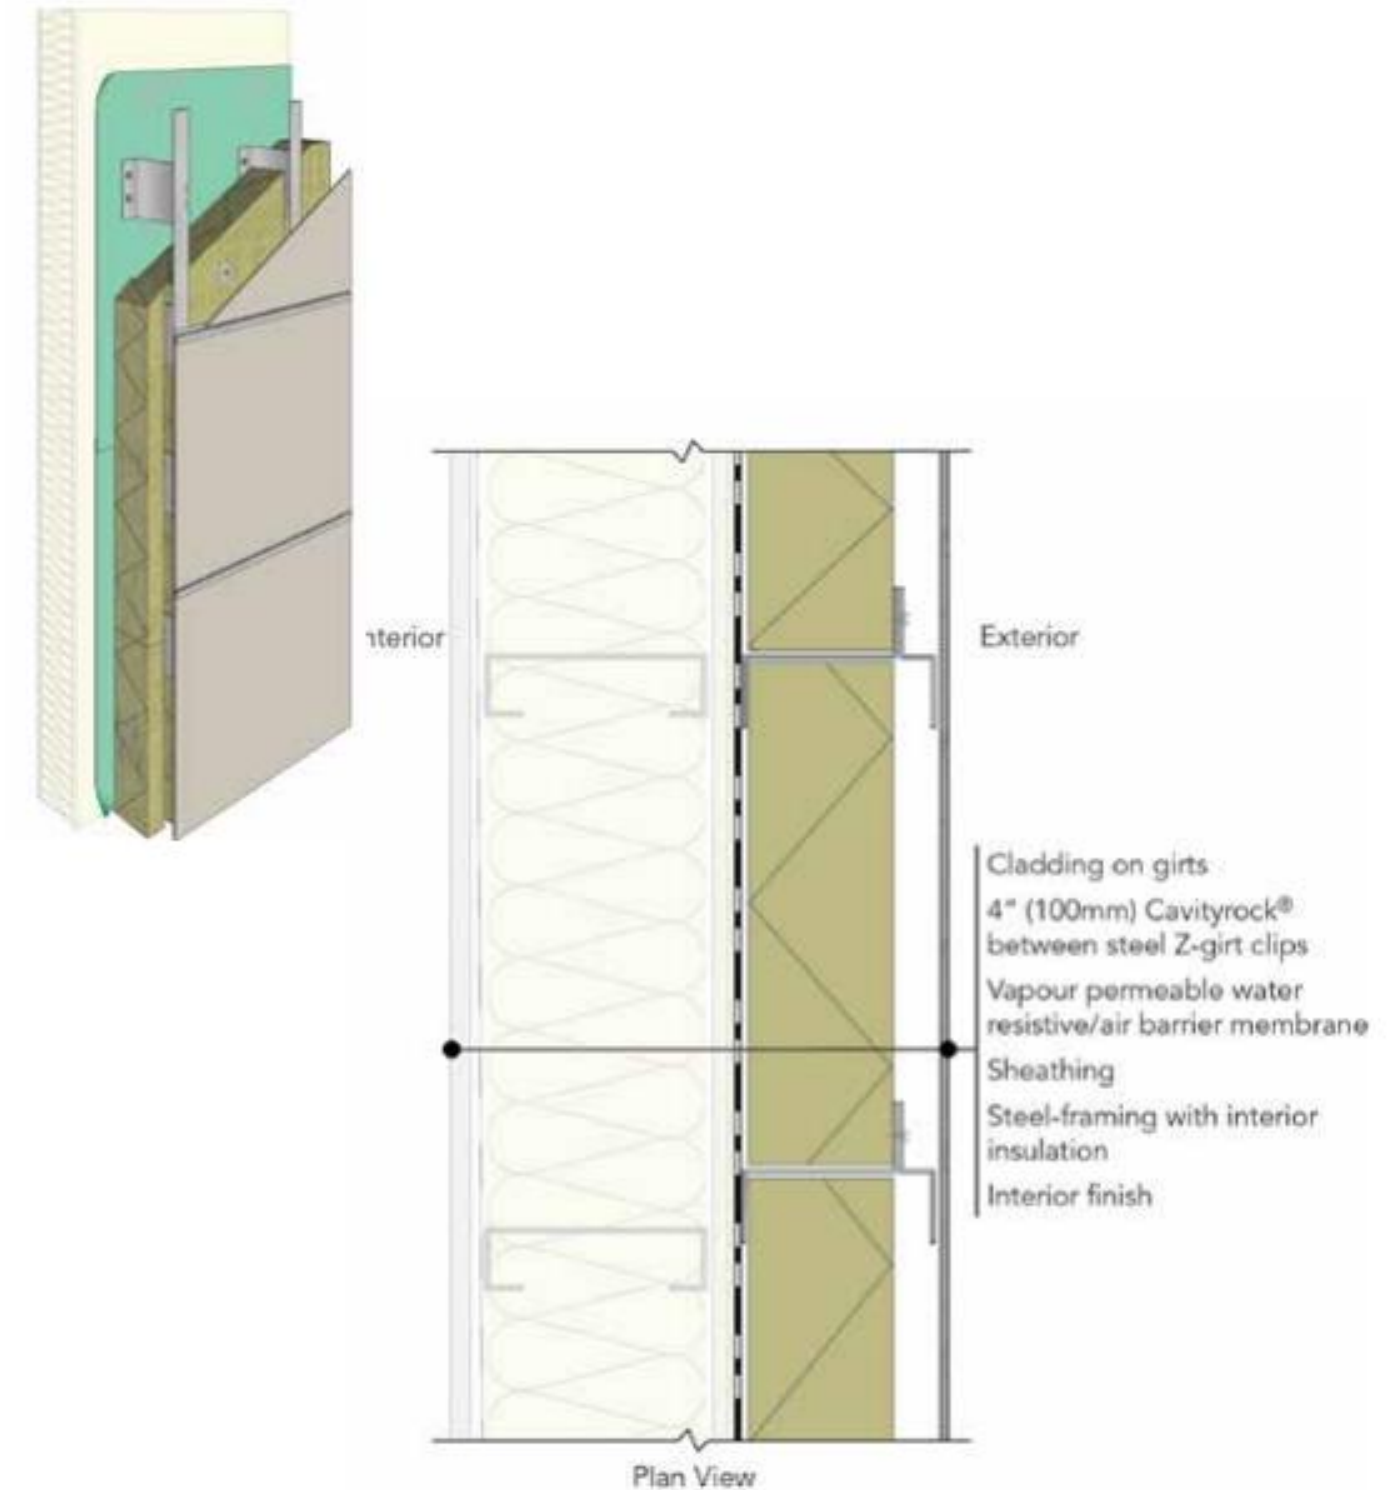 nterior
Exterior
Cladding on girts
4" (100mm) Cavityrock®
between steel Z-girt clips
Vapour permeable water
resistive/air barrier membrane
Sheathing
Steel-framing with interior
insulation
Interior finish
Plan View